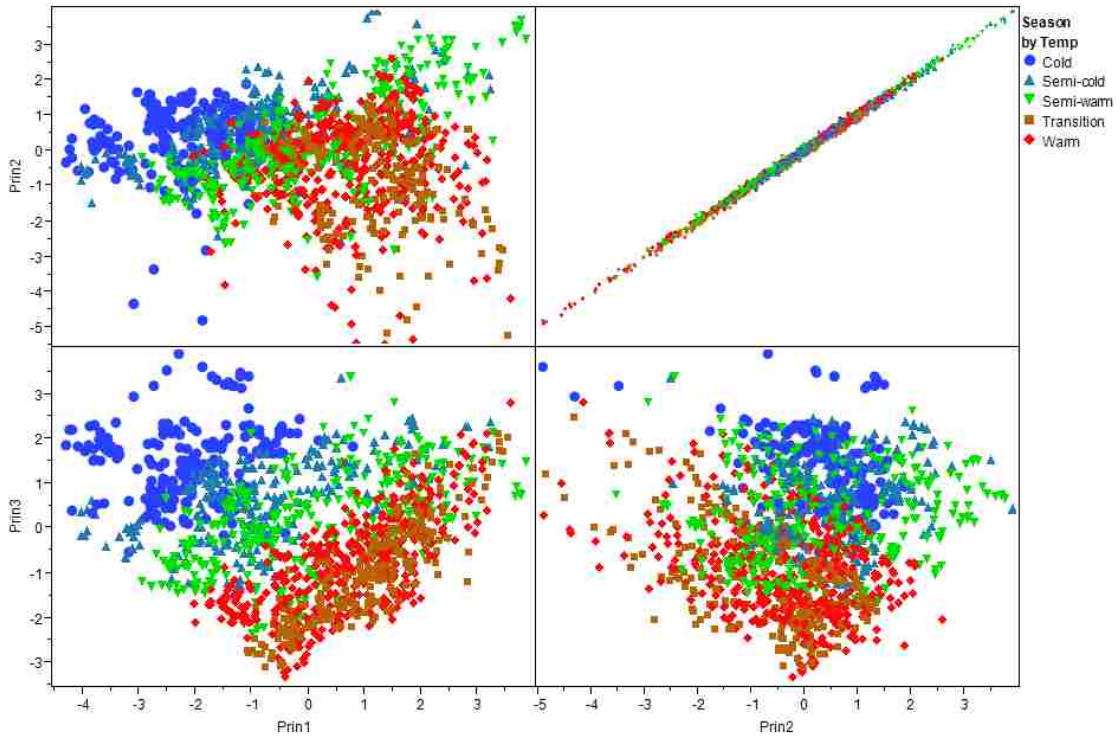 Season
by Temp
Cold
Semi-cold
Semi-warm
Transition
Warm
Prin2
3
2
1
0
-1
-2
-3
-4
-5
Prin3
3
2
1
0
-1
-2
-3
-4 -3 -2 -1 0 1 2 3
-5 -4 -3 -2 -1 0 1 2 3
Prin1
Prin2